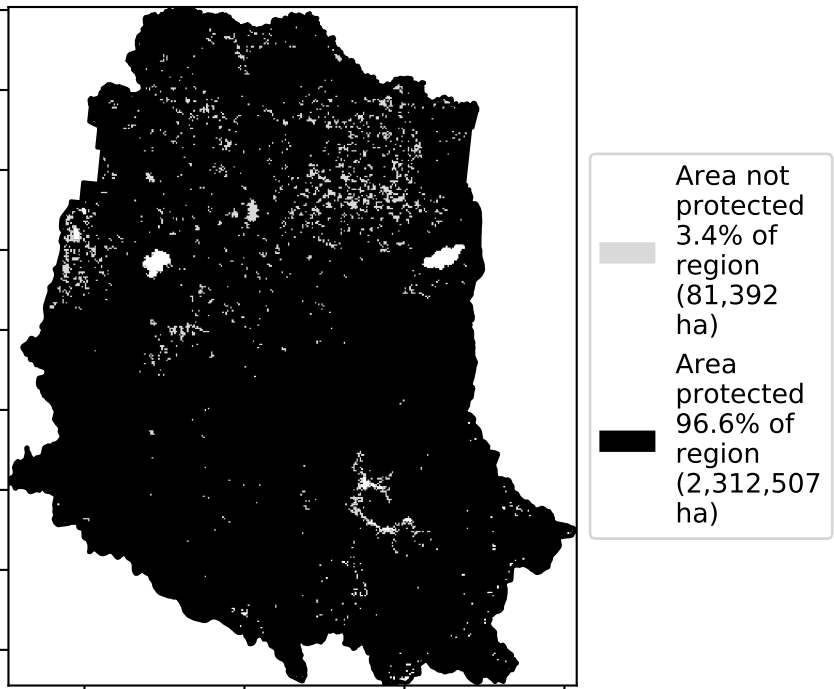 Area not
protected
3.4% of
region
(81,392
ha)
Area
protected
96.6% of
region
(2,312,507
ha)